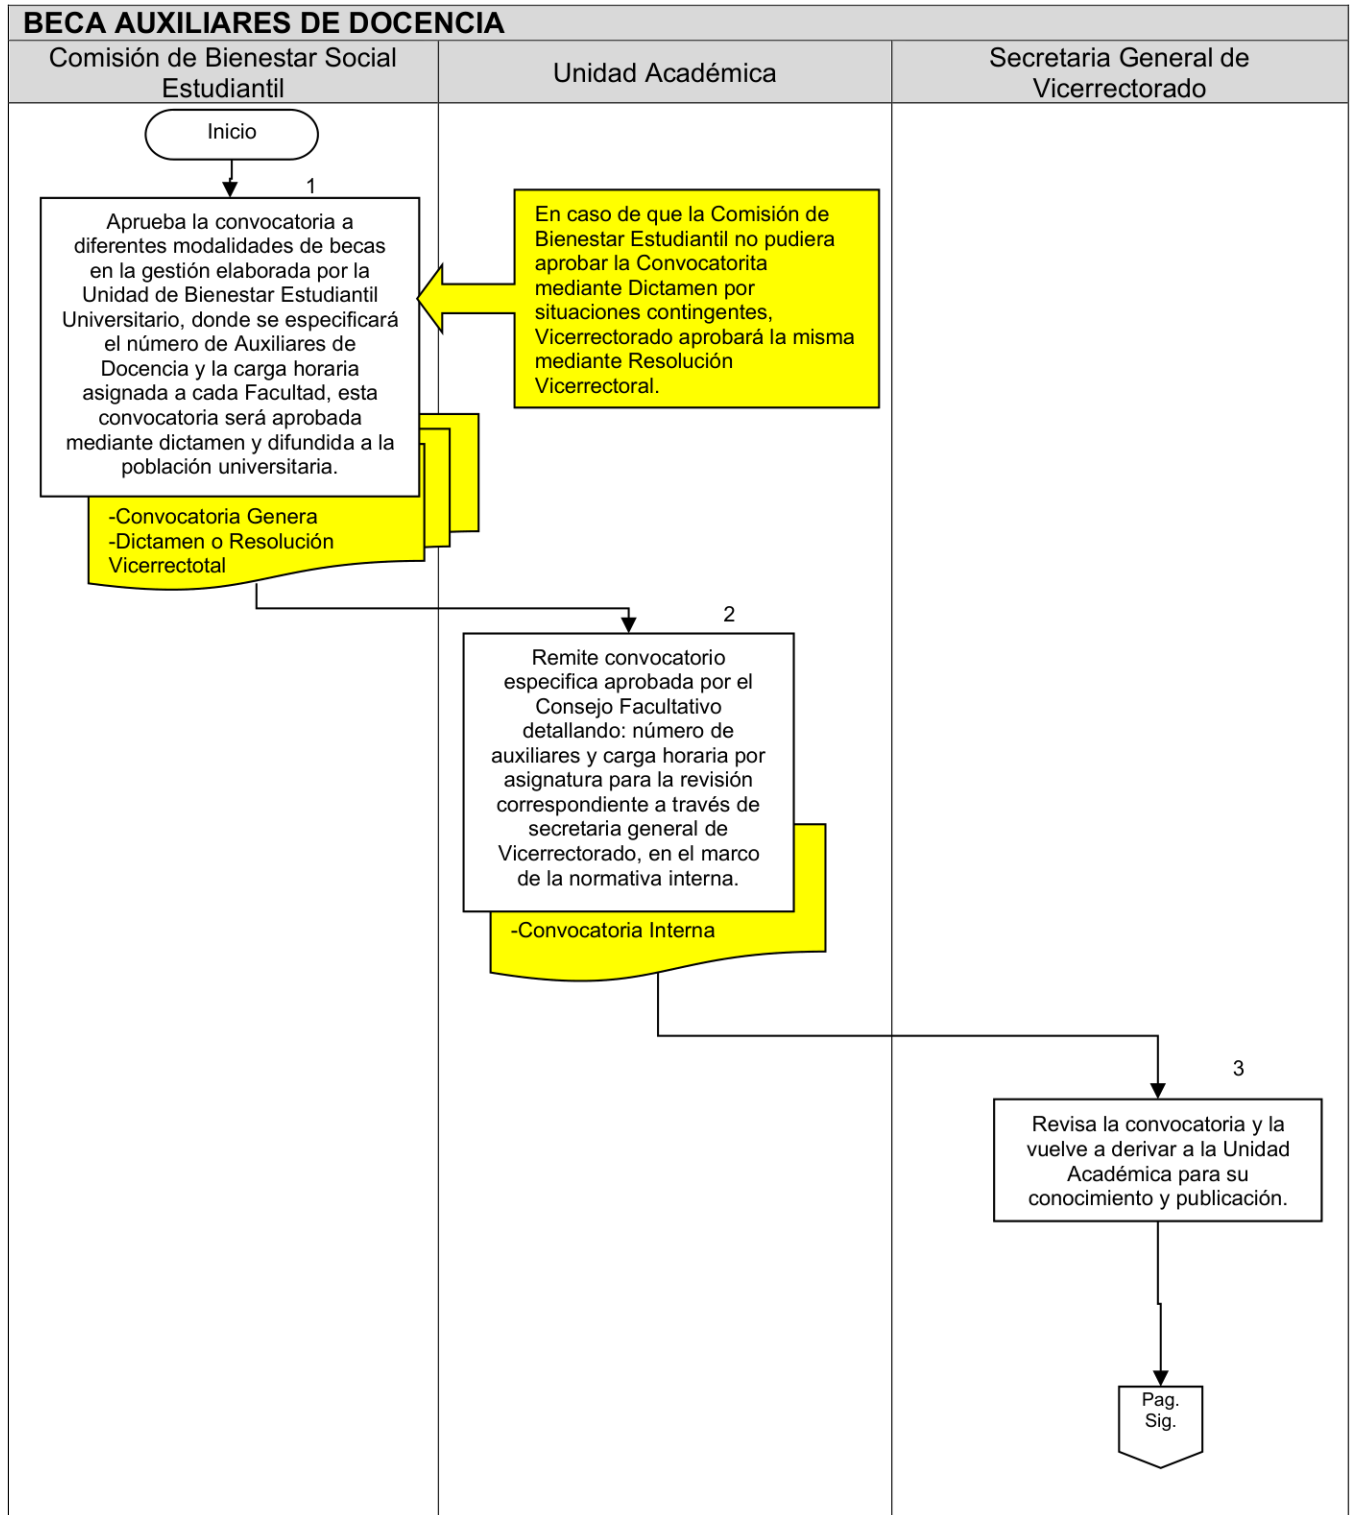 BECA AUXILIARES DE DOCENCIA
Comisión de Bienestar Social
Estudiantil
Unidad Académica
Secretaria General de
Vicerrectorado
Inicio
1
Aprueba la convocatoria a
diferentes modalidades de becas
en la gestión elaborada por la
Unidad de Bienestar Estudiantil
Universitario, donde se especificará
el número de Auxiliares de
Docencia y la carga horaria
asignada a cada Facultad, esta
convocatoria será aprobada
mediante dictamen y difundida a la
población universitaria.
En caso de que la Comisión de
Bienestar Estudiantil no pudiera
aprobar la Convocatorita
mediante Dictamen por
situaciones contingentes,
Vicerrectorado aprobará la misma
mediante Resolución
Vicerrectoral.
-Convocatoria Genera
-Dictamen o Resolución
Vicerrectotal
2
Remite convocatorio
especifica aprobada por el
Consejo Facultativo
detallando: número de
auxiliares y carga horaria por
asignatura para la revisión
correspondiente a través de
secretaria general de
Vicerrectorado, en el marco
de la normativa interna.
-Convocatoria Interna
3
Revisa la convocatoria y la
vuelve a derivar a la Unidad
Académica para su
conocimiento y publicación.
Pag.
Sig.